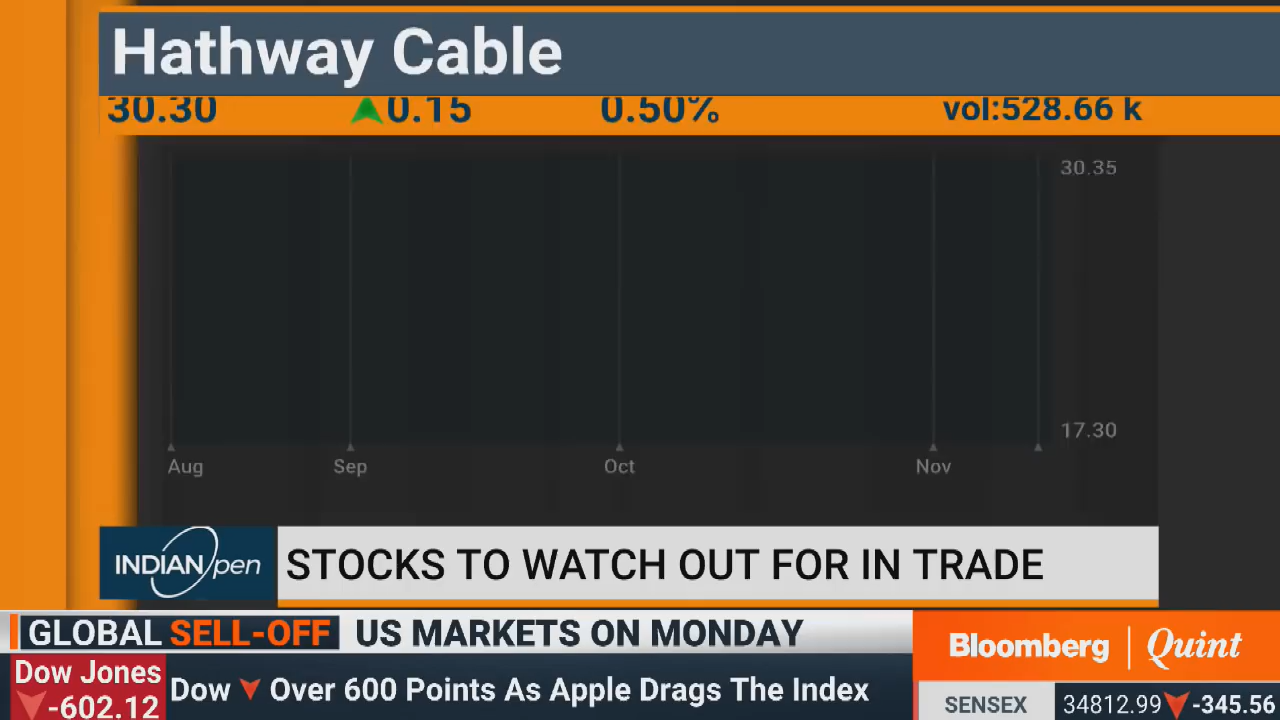 Hathway Cable
30.30 0.15 0.50% vol:528.66 k
30.35
17.30
Aug Sep Oct Nov
INDIAN Open STOCKS TO WATCH OUT FOR IN TRADE
GLOBAL SELL-OFF US MARKETS ON MONDAY
Bloomberg | Quint
Dow Jones
-602.12
Dow Over 600 Points As Apple Drags The Index
SENSEX 34812.99 -345.56